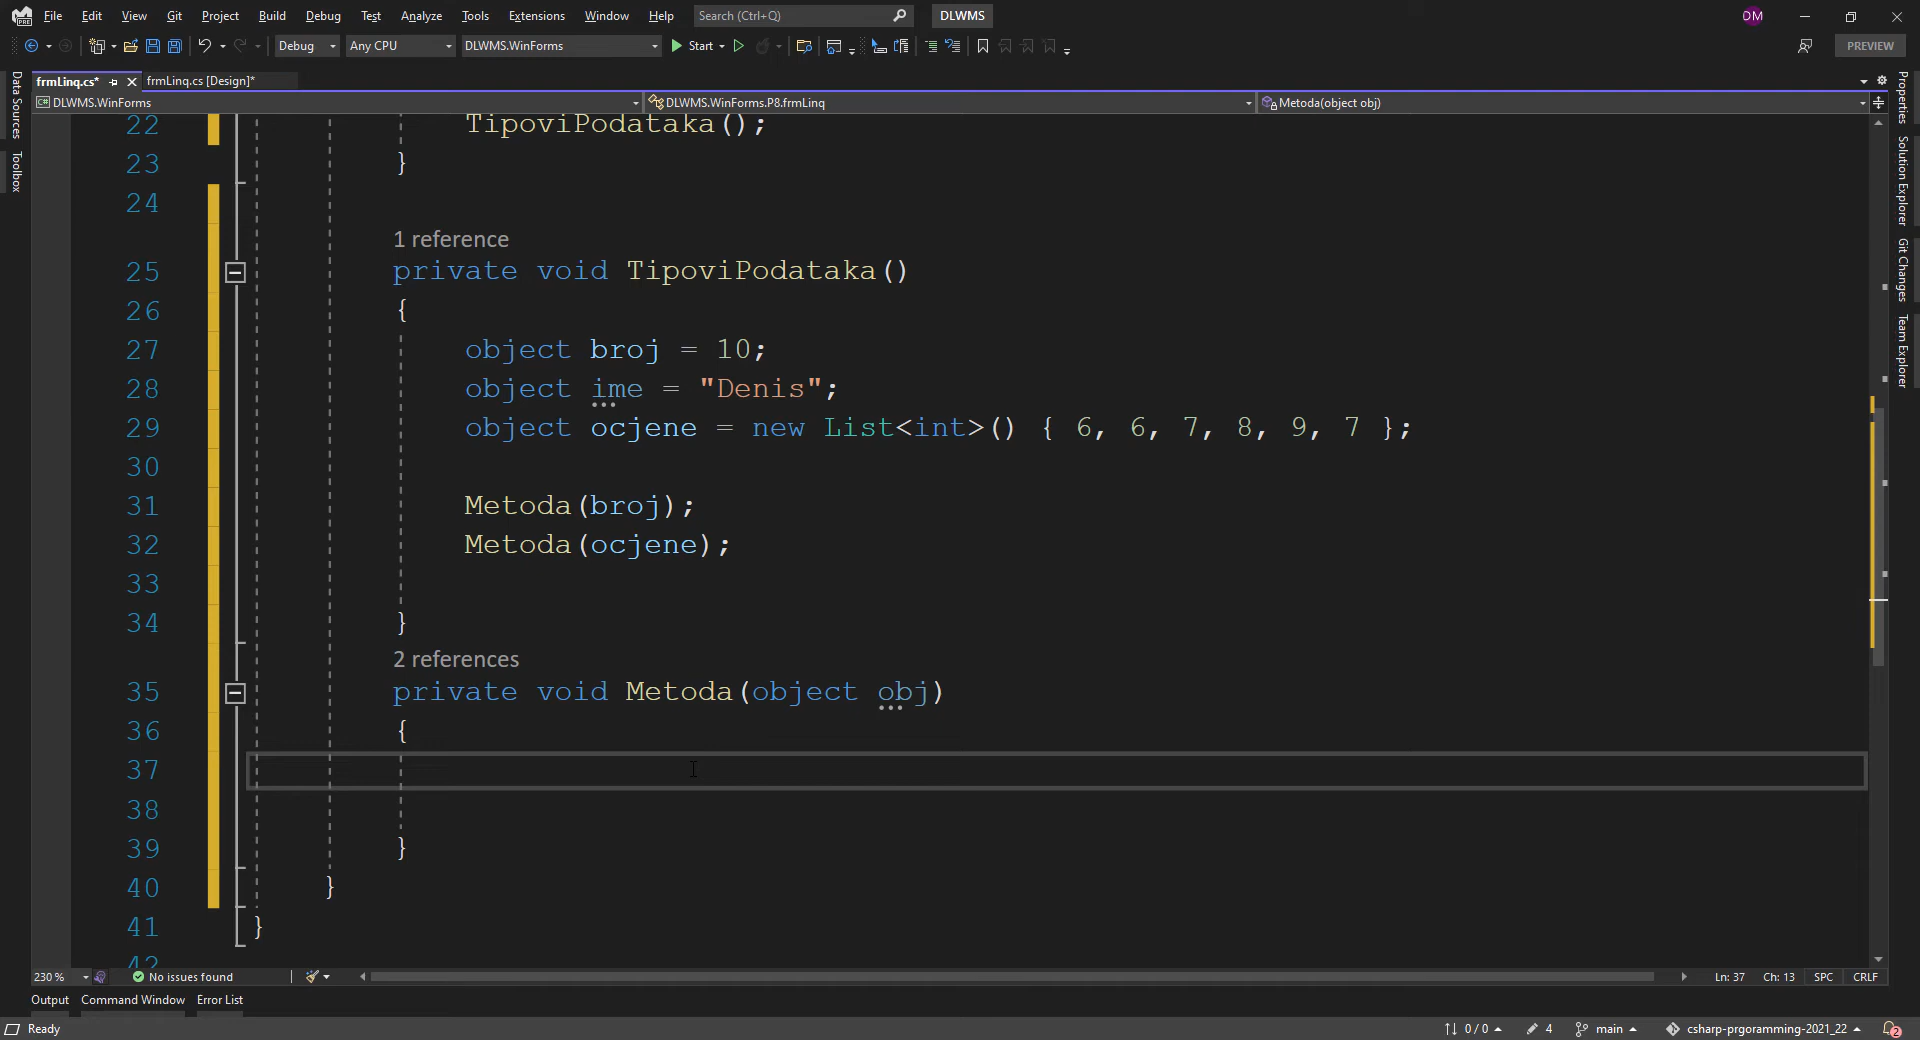 File Edit View Git Project Build Debug Test Analyze Tools Extensions Window Help Search (Ctrl+Q) DLWMS DM
Debug Any CPU DLWMS.WinForms Start PREVIEW
frmLinq.cs* frmLinq.cs [Design]*
DLWMS.WinForms DLWMS.WinForms.P8.frmLinq Metoda(object obj)
22 TipoviPodataka();
23 }
24
1 reference
25 private void TipoviPodataka()
26 {
27 object broj = 10;
28 object ime = "Denis";
29 object ocjene = new List<int>() { 6, 6, 7, 8, 9, 7 };
30
31 Metoda(broj);
32 Metoda(ocjene);
33
34 }
2 references
35 private void Metoda(object obj)
36 {
37
38
39 }
40 }
41 }
42
230 % No issues found Ln: 37 Ch: 13 SPC CRLF
Output Command Window Error List
Ready 0 / 0 4 main csharp-prgoramming-2021_22 2
Data Sources
Toolbox
Properties
Solution Explorer
Git Changes
Team Explorer